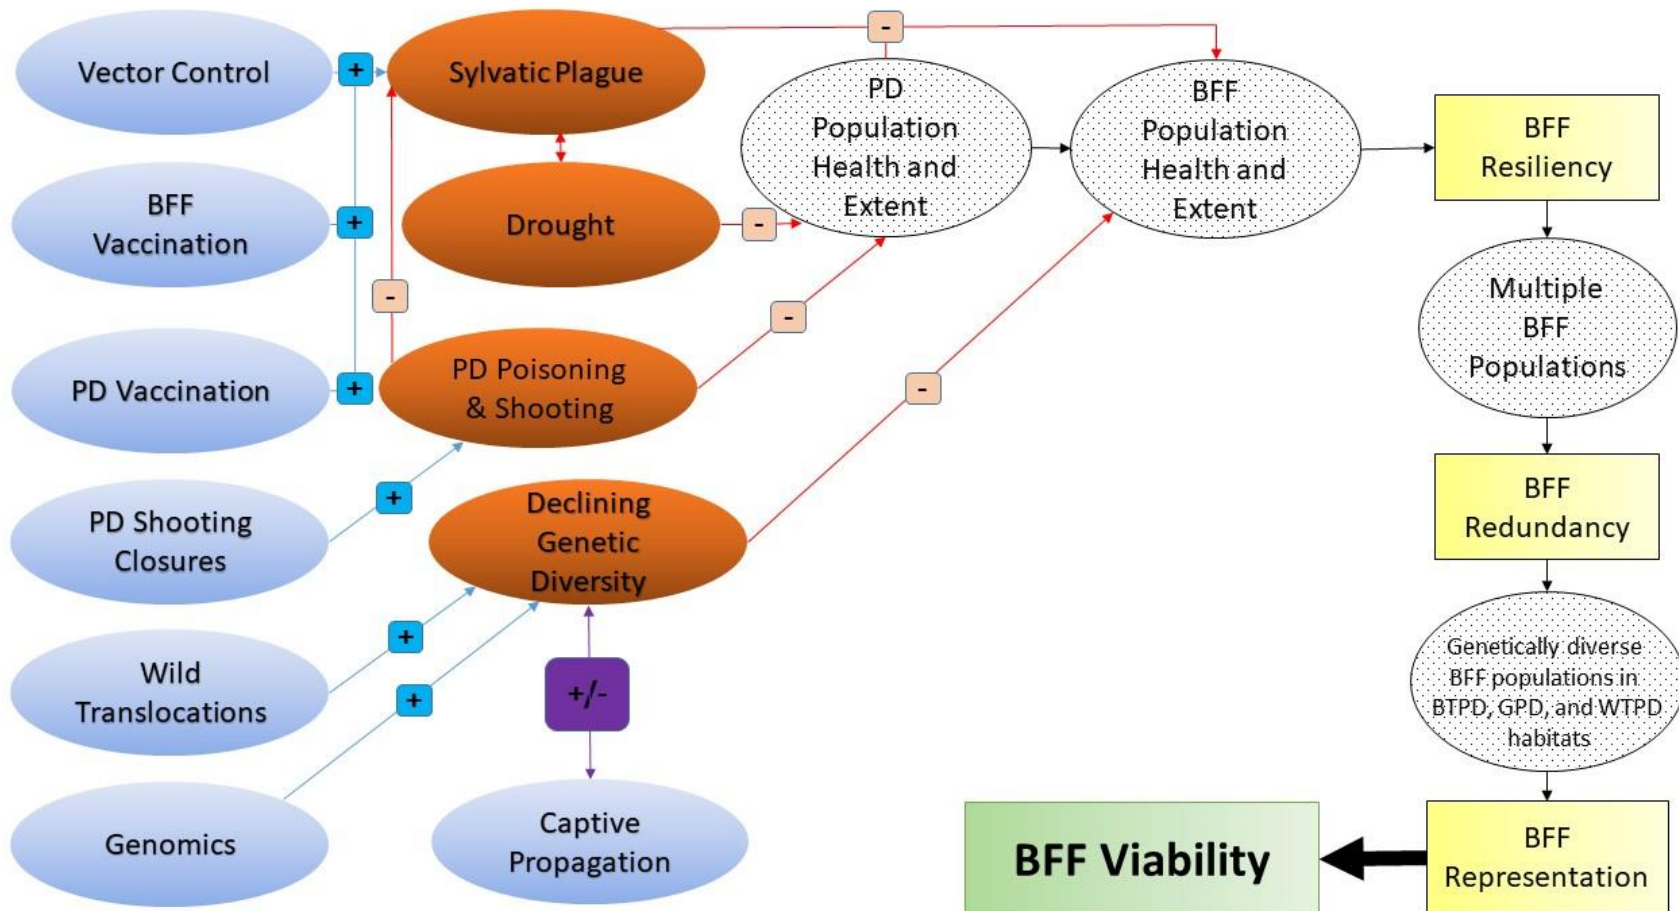 Vector Control
+
Sylvatic Plague
-
PD
Population
Health and
Extent
BFF
Population
Health and
Extent
BFF
Resiliency
BFF
Vaccination
+
Drought
-
-
Multiple
BFF
Populations
PD Vaccination
+
PD Poisoning
& Shooting
-
-
PD Shooting
Closures
+
Declining
Genetic
Diversity
BFF
Redundancy
Wild
Translocations
+
+
+/-
Genetically diverse
BFF populations in
BTPD, GPD, and WTPD
habitats
Genomics
Captive
Propagation
BFF Viability
BFF
Representation